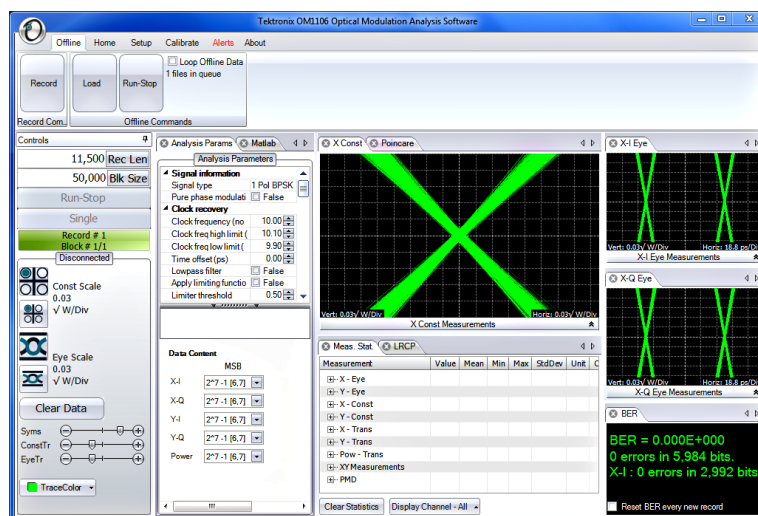 Tektronix OM1106 Optical Modulation Analysis Software
Offline Home Setup Calibrate Alerts About
Record
Load
Run-Stop
Loop Offline Data
1 files in queue
Record Com..
Offline Commands
Controls
11,500 Rec Len
50,000 Blk Size
Run-Stop
Single
Record # 1
Block # 1/1
Disconnected
Const Scale
0.03
√ W/Div
Eye Scale
0.03
√ W/Div
Clear Data
Syms
ConstTr
EyeTr
TraceColor
Analysis Params Matlab
Analysis Parameters
Signal information
Signal type 1 Pol BPSK
Pure phase modulati False
Clock recovery
Clock frequency (no 10.00
Clock freq high limit ( 10.10
Clock freq low limit ( 9.90
Time offset (ps) 0.00
Lowpass filter False
Apply limiting functio False
Limiter threshold 0.50
Data Content
MSB
X-I 2^7 -1 [6,7]
X-Q 2^7 -1 [6,7]
Y-I 2^7 -1 [6,7]
Y-Q 2^7 -1 [6,7]
Power 2^7 -1 [6,7]
X Const Poincare
Vert: 0.03√ W/Div Horiz: 0.03√ W/Div
X Const Measurements
Meas. Stat. LRCP
Measurement Value Mean Min Max StdDev Unit C
X - Eye
Y - Eye
X - Const
Y - Const
X - Trans
Y - Trans
Pow - Trans
XY Measurements
PMD
Clear Statistics Display Channel - All
X-I Eye
Vert: 0.03√ W/Div Horiz: 18.8 ps/Div
X-I Eye Measurements
X-Q Eye
Vert: 0.03√ W/Div Horiz: 18.8 ps/Div
X-Q Eye Measurements
BER
BER = 0.000E+000
0 errors in 5,984 bits.
X-I : 0 errors in 2,992 bits
Reset BER every new record